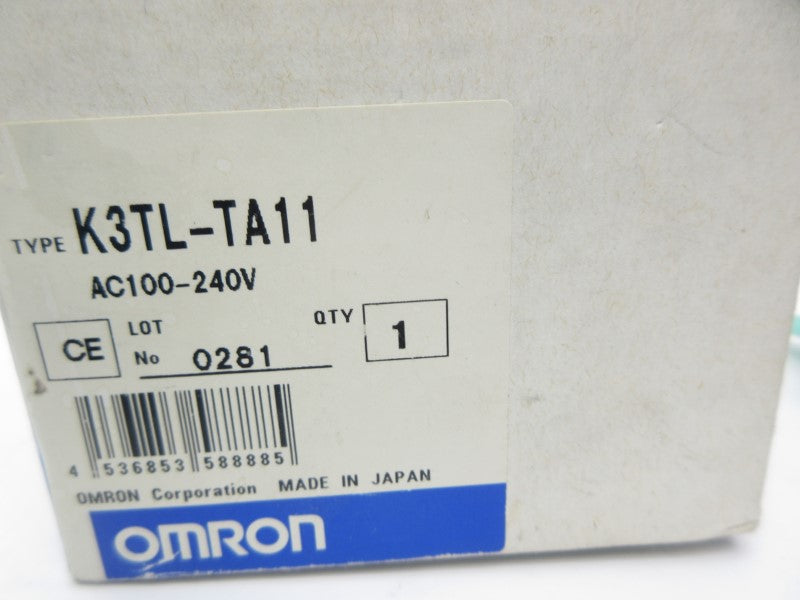 TYPE K3TL-TA11
AC100-240V
CE LOT No 0281 QTY 1
4 536853 588885
OMRON Corporation MADE IN JAPAN
OMRON